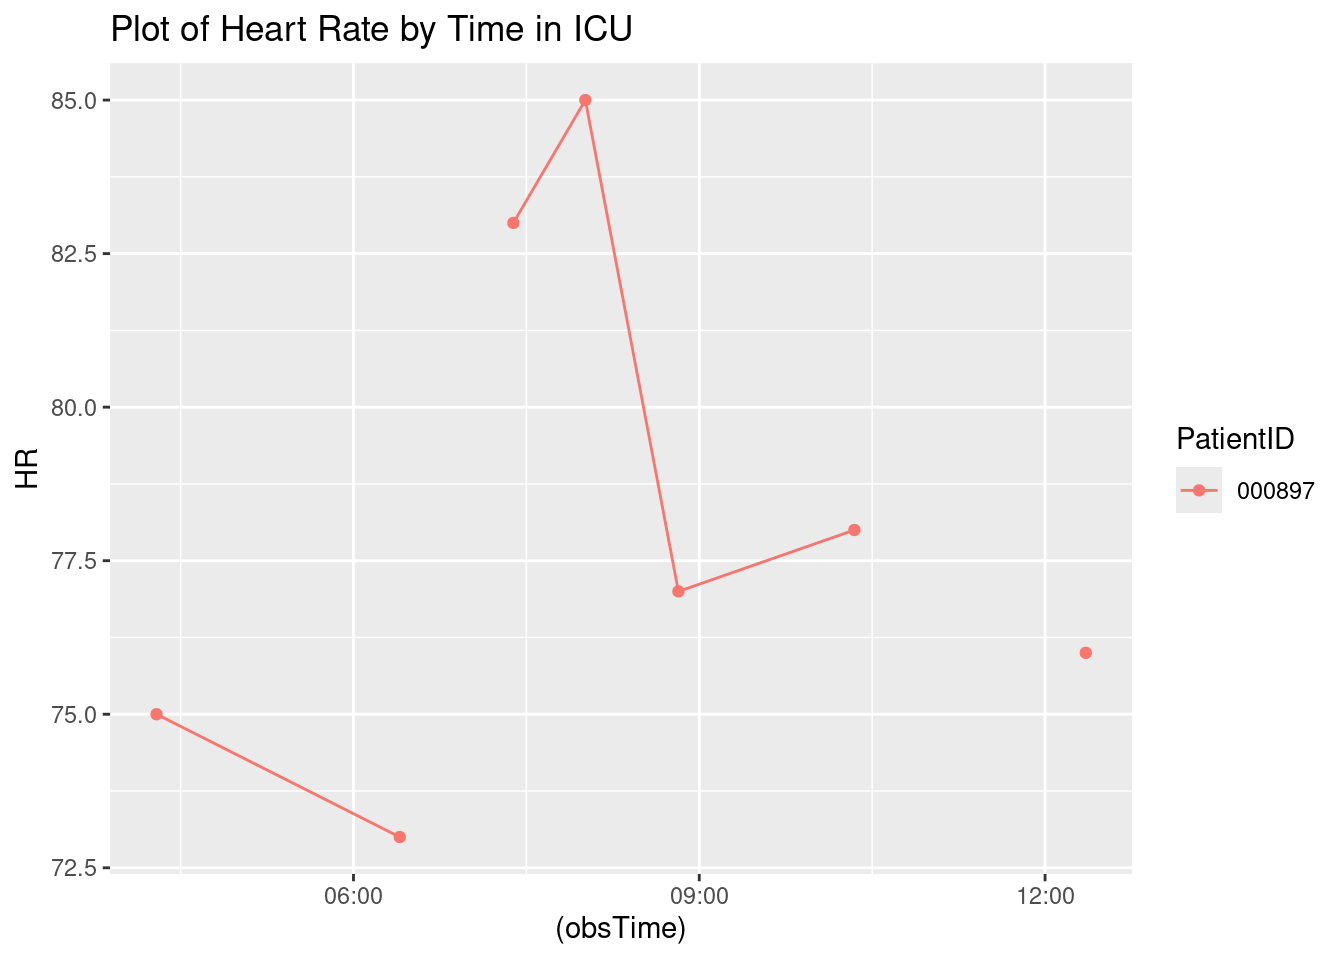 Plot of Heart Rate by Time in ICU
85.0
82.5
80.0
77.5
75.0
72.5
HR
06:00
09:00
12:00
(obsTime)
PatientID
000897